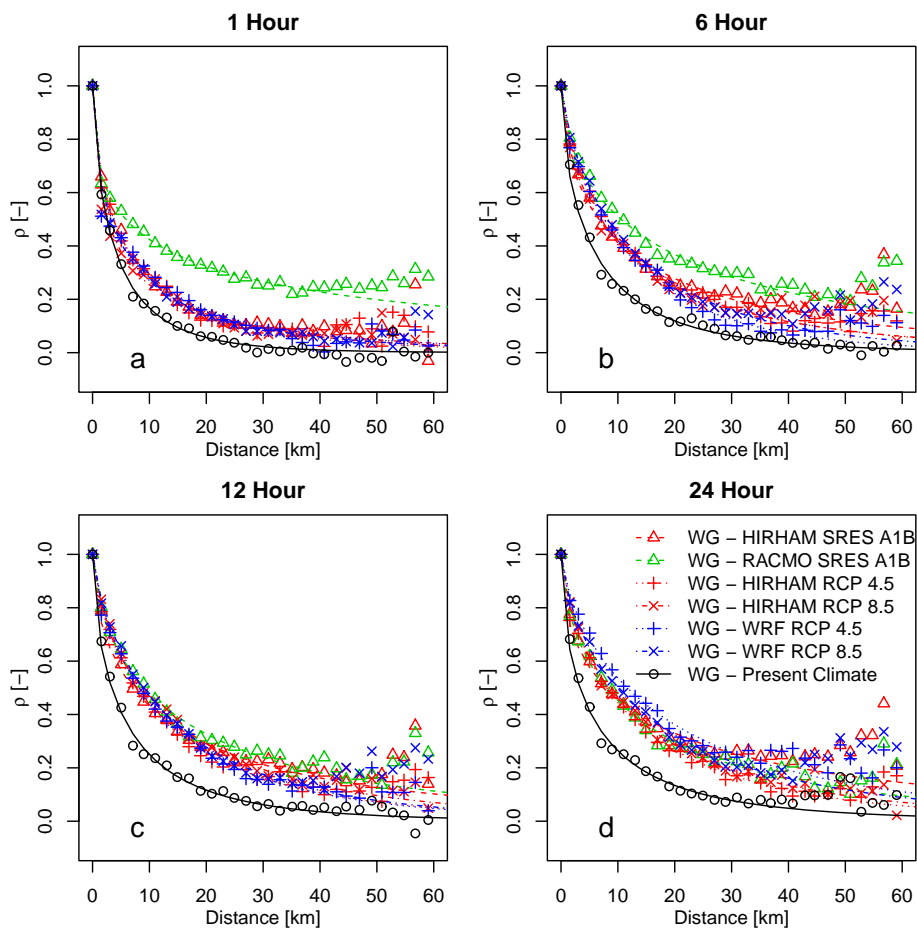 1 Hour
6 Hour
ρ [−]
1.0
0.8
0.6
0.4
0.2
0.0
a
0 10 20 30 40 50 60
Distance [km]
ρ [−]
1.0
0.8
0.6
0.4
0.2
0.0
b
0 10 20 30 40 50 60
Distance [km]
12 Hour
24 Hour
ρ [−]
1.0
0.8
0.6
0.4
0.2
0.0
c
0 10 20 30 40 50 60
Distance [km]
ρ [−]
1.0
0.8
0.6
0.4
0.2
0.0
WG − HIRHAM SRES A1B
WG − RACMO SRES A1B
WG − HIRHAM RCP 4.5
WG − HIRHAM RCP 8.5
WG − WRF RCP 4.5
WG − WRF RCP 8.5
WG − Present Climate
d
0 10 20 30 40 50 60
Distance [km]